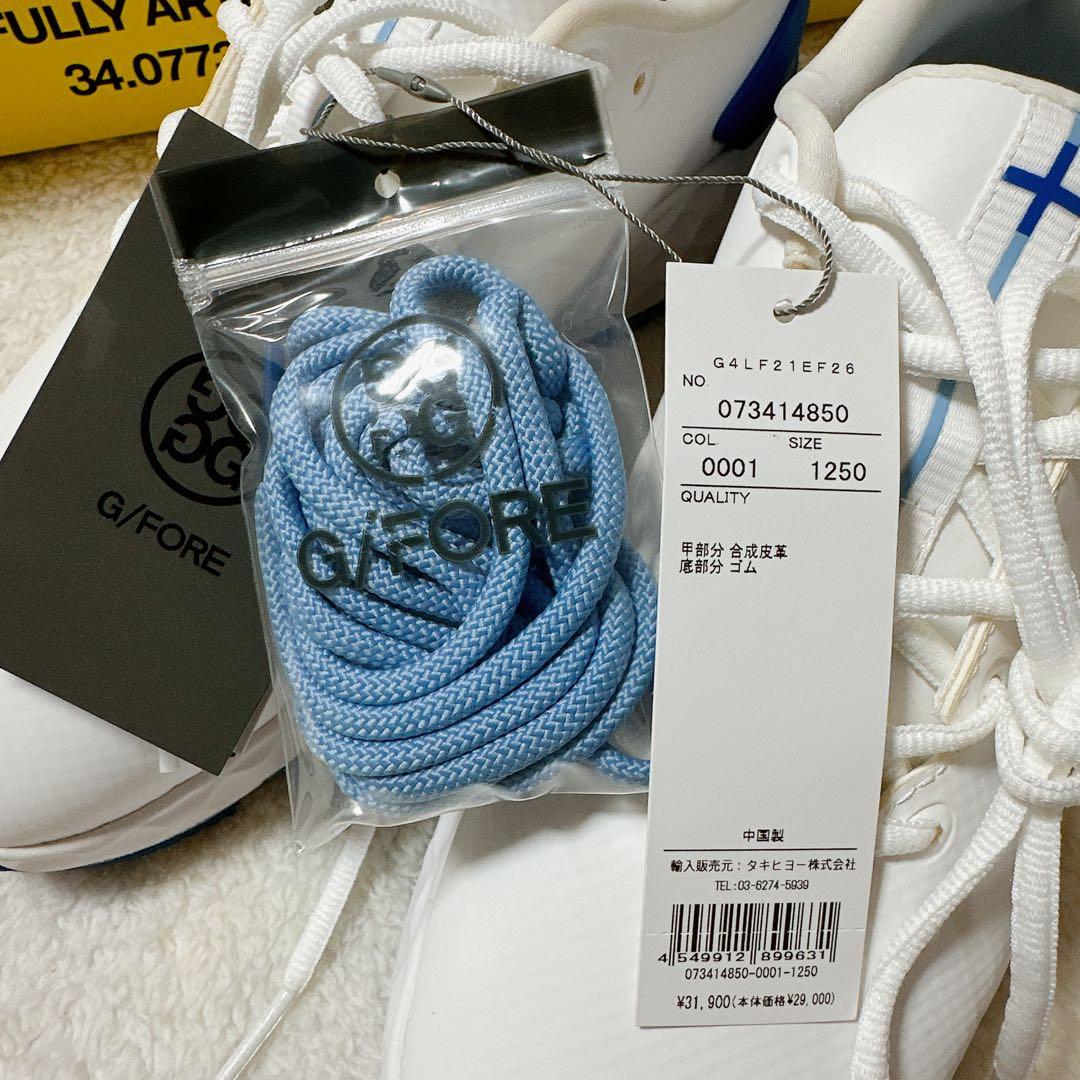 FULLY AR
34.0773
G/FORE
G/FORE
G4LF21EF26
NO.
073414850
COL. SIZE
0001 1250
QUALITY
甲部分 合成皮革
底部分 ゴム
中国製
輸入販売元：タキヒヨー株式会社
TEL:03-6274-5939
4 549912 899631
073414850-0001-1250
¥31,900(本体価格¥29,000)